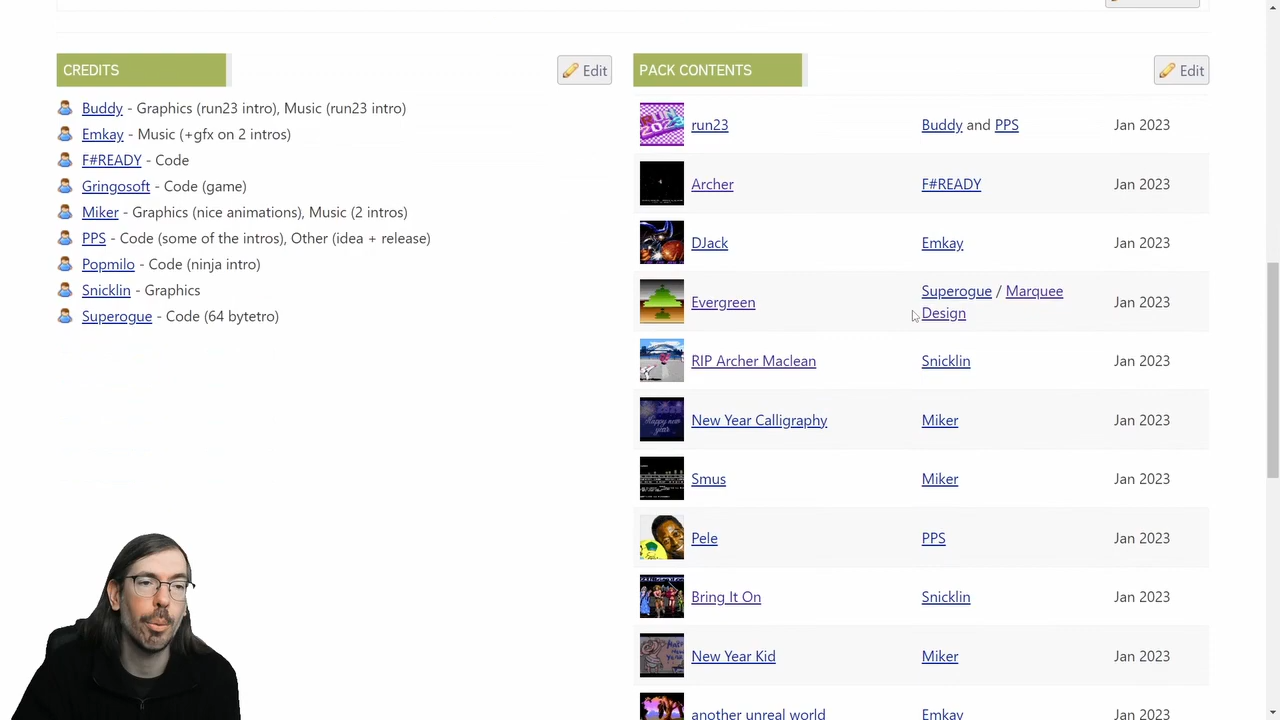 CREDITS
Edit
Buddy - Graphics (run23 intro), Music (run23 intro)
Emkay - Music (+gfx on 2 intros)
F#READY - Code
Gringosoft - Code (game)
Miker - Graphics (nice animations), Music (2 intros)
PPS - Code (some of the intros), Other (idea + release)
Popmilo - Code (ninja intro)
Snicklin - Graphics
Superogue - Code (64 bytetro)
PACK CONTENTS
Edit
run23 Buddy and PPS Jan 2023
Archer F#READY Jan 2023
DJack Emkay Jan 2023
Evergreen Superogue / Marquee Design Jan 2023
RIP Archer Maclean Snicklin Jan 2023
New Year Calligraphy Miker Jan 2023
Smus Miker Jan 2023
Pele PPS Jan 2023
Bring It On Snicklin Jan 2023
New Year Kid Miker Jan 2023
another unreal world Emkay Jan 2023